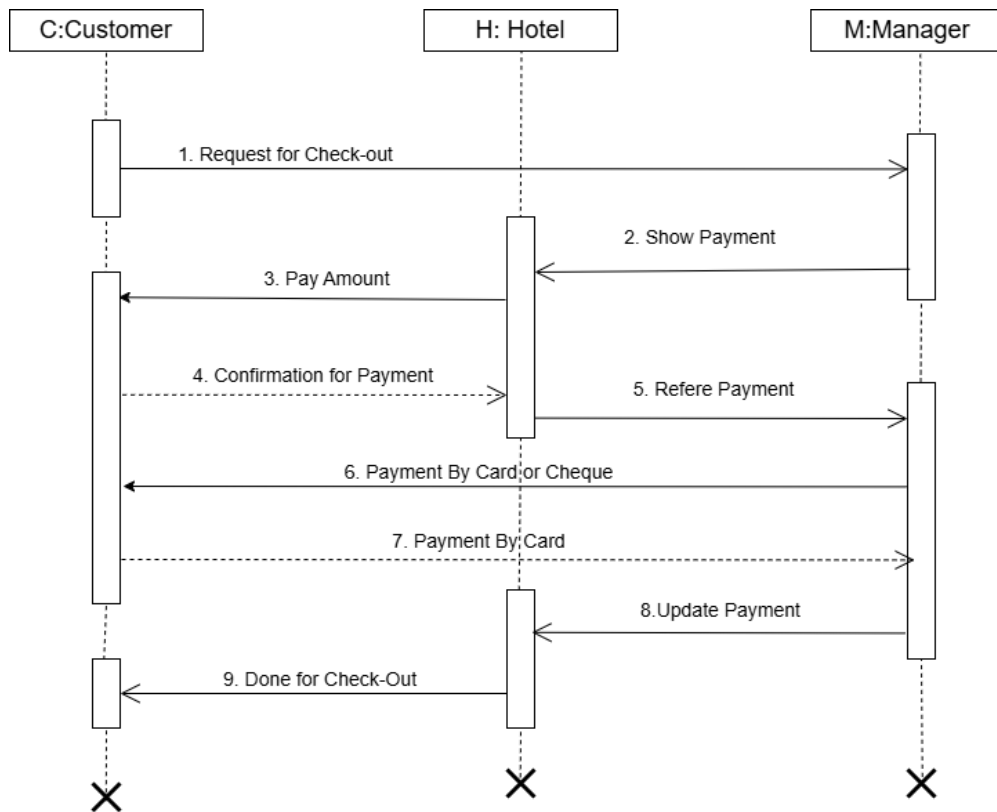 C:Customer
H: Hotel
M:Manager
1. Request for Check-out
2. Show Payment
3. Pay Amount
4. Confirmation for Payment
5. Refere Payment
6. Payment By Card or Cheque
7. Payment By Card
8.Update Payment
9. Done for Check-Out